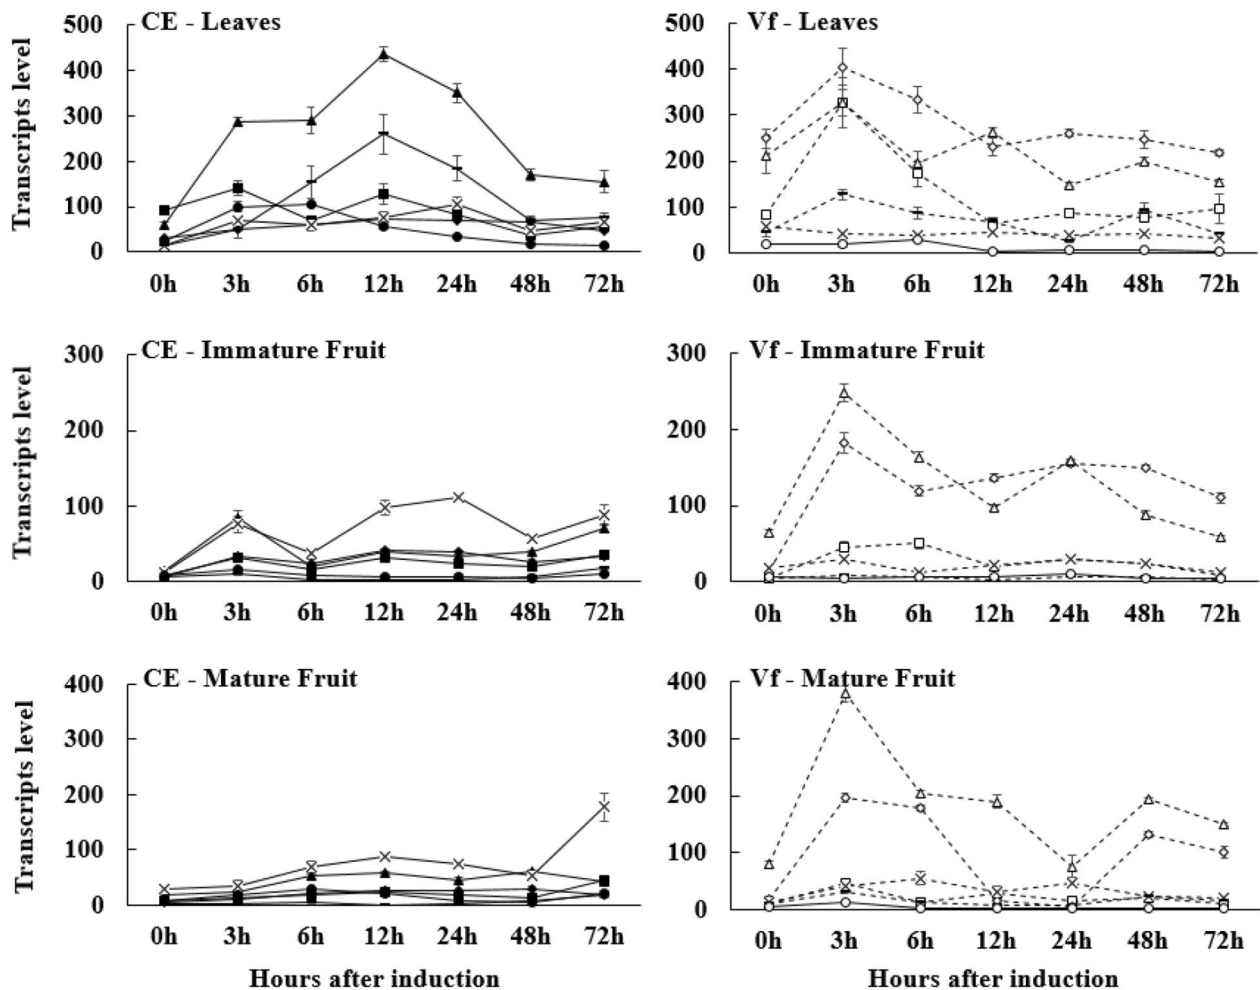 CE - Leaves
Transcripts level
500
400
300
200
100
0
0h 3h 6h 12h 24h 48h 72h
Vf - Leaves
500
400
300
200
100
0
0h 3h 6h 12h 24h 48h 72h
CE - Immature Fruit
Transcripts level
300
200
100
0
0h 3h 6h 12h 24h 48h 72h
Vf - Immature Fruit
300
200
100
0
0h 3h 6h 12h 24h 48h 72h
CE - Mature Fruit
Transcripts level
400
300
200
100
0
0h 3h 6h 12h 24h 48h 72h
Hours after induction
Vf - Mature Fruit
400
300
200
100
0
0h 3h 6h 12h 24h 48h 72h
Hours after induction